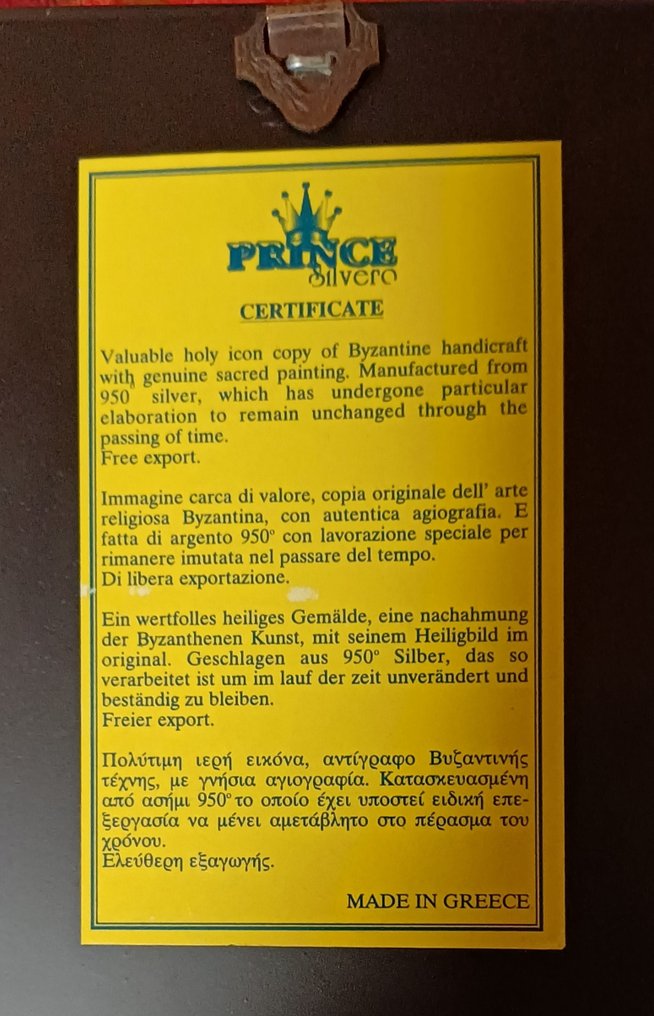 PRINCE
Silvero
CERTIFICATE
Valuable holy icon copy of Byzantine handicraft
with genuine sacred painting. Manufactured from
950° silver, which has undergone particular
elaboration to remain unchanged through the
passing of time.
Free export.
Immagine carca di valore, copia originale dell' arte
religiosa Byzantina, con autentica agiografia. E
fatta di argento 950° con lavorazione speciale per
rimanere imutata nel passare del tempo.
Di libera exportazione.
Ein wertfolles heiliges Gemälde, eine nachahmung
der Byzanthenen Kunst, mit seinem Heiligbild im
original. Geschlagen aus 950° Silber, das so
verarbeitet ist um im lauf der zeit unverändert und
beständig zu bleiben.
Freier export.
Πολύτιμη ιερή εικόνα, αντίγραφο Βυζαντινής
τέχνης, με γνήσια αγιογραφία. Κατασκευασμένη
από ασήμι 950° το οποίο έχει υποστεί ειδική επε-
ξεργασία να μένει αμετάβλητο στο πέρασμα του
χρόνου.
Ελεύθερη εξαγωγής.
MADE IN GREECE